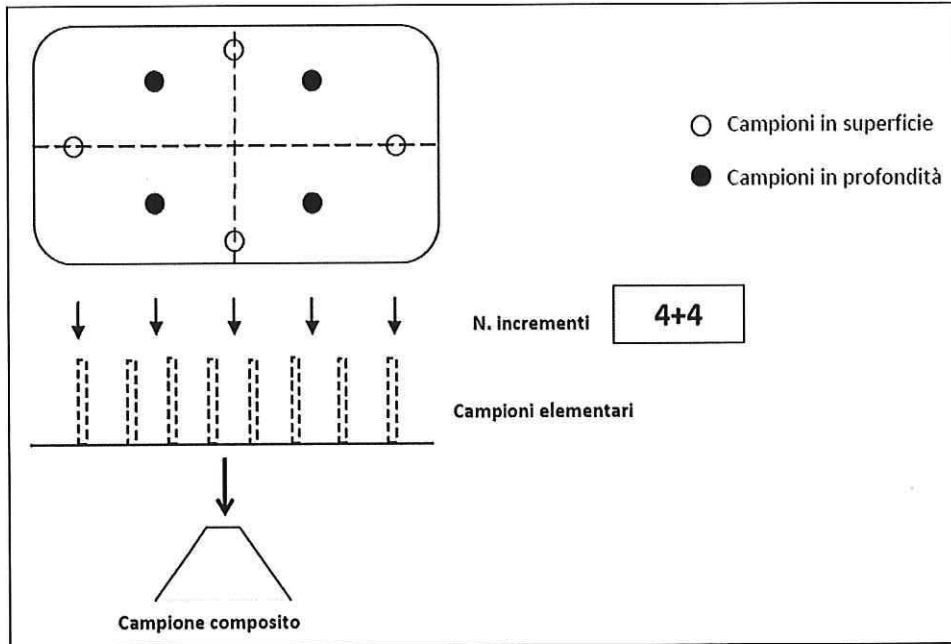 Campioni in superficie
Campioni in profondità
N. incrementi
4+4
Campioni elementari
Campione composito